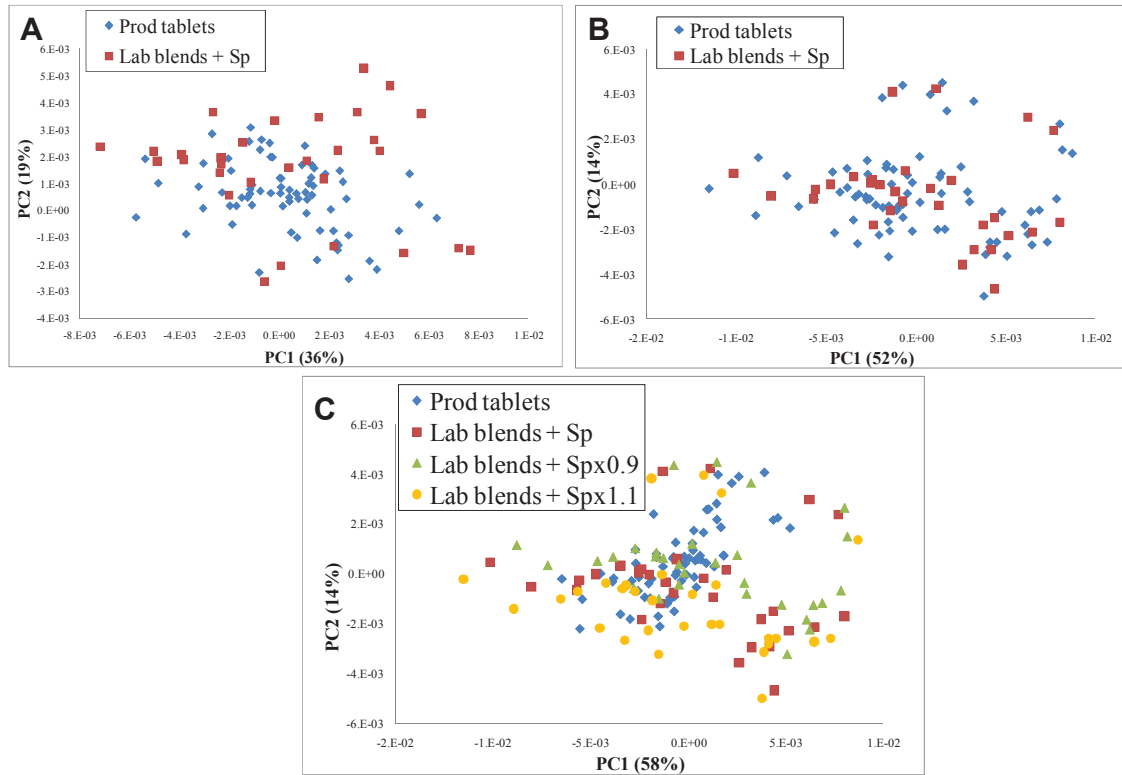 A
Prod tablets
Lab blends + Sp
6.E-03
5.E-03
4.E-03
3.E-03
2.E-03
1.E-03
0.E+00
-1.E-03
-2.E-03
-3.E-03
-4.E-03
PC2 (19%)
-8.E-03 -6.E-03 -4.E-03 -2.E-03 0.E+00 2.E-03 4.E-03 6.E-03 8.E-03 1.E-02
PC1 (36%)
B
Prod tablets
Lab blends + Sp
6.E-03
4.E-03
2.E-03
0.E+00
-2.E-03
-4.E-03
-6.E-03
PC2 (14%)
-2.E-02 -1.E-02 -5.E-03 0.E+00 5.E-03 1.E-02
PC1 (52%)
C
Prod tablets
Lab blends + Sp
Lab blends + Spx0.9
Lab blends + Spx1.1
6.E-03
4.E-03
2.E-03
0.E+00
-2.E-03
-4.E-03
-6.E-03
PC2 (14%)
-2.E-02 -1.E-02 -5.E-03 0.E+00 5.E-03 1.E-02
PC1 (58%)